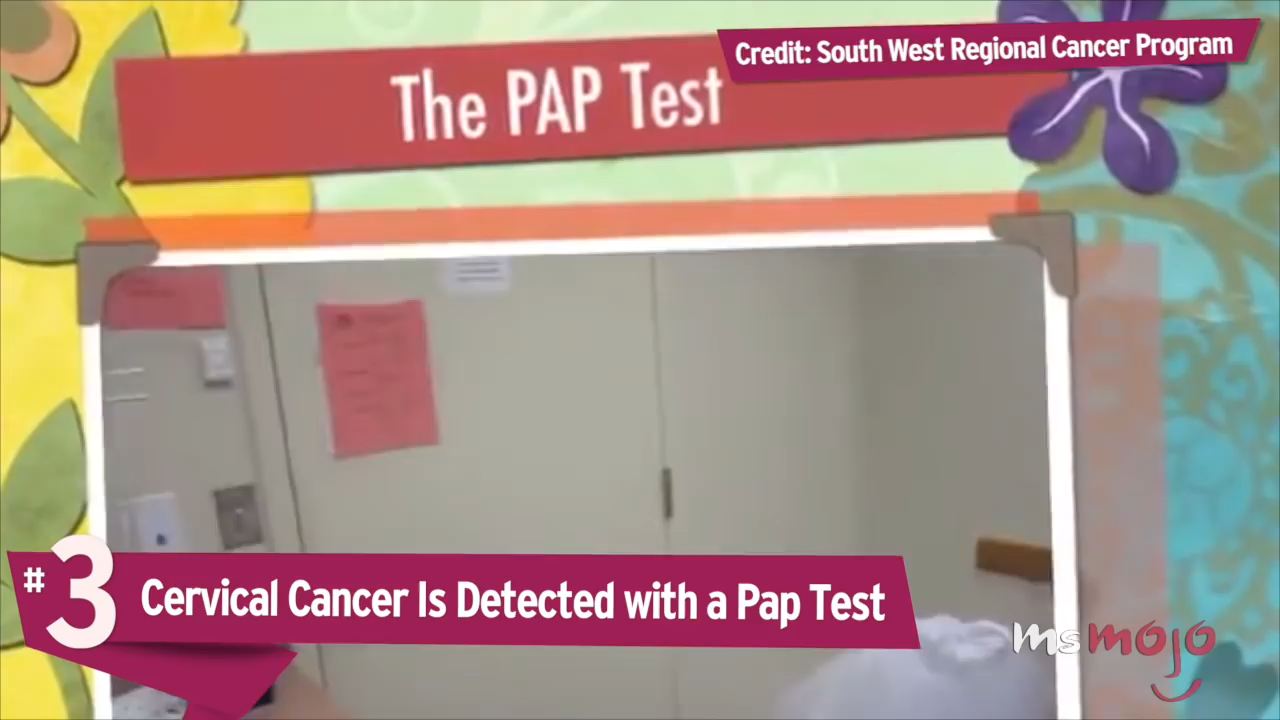 Credit: South West Regional Cancer Program
The PAP Test
#3 Cervical Cancer Is Detected with a Pap Test
msmojo